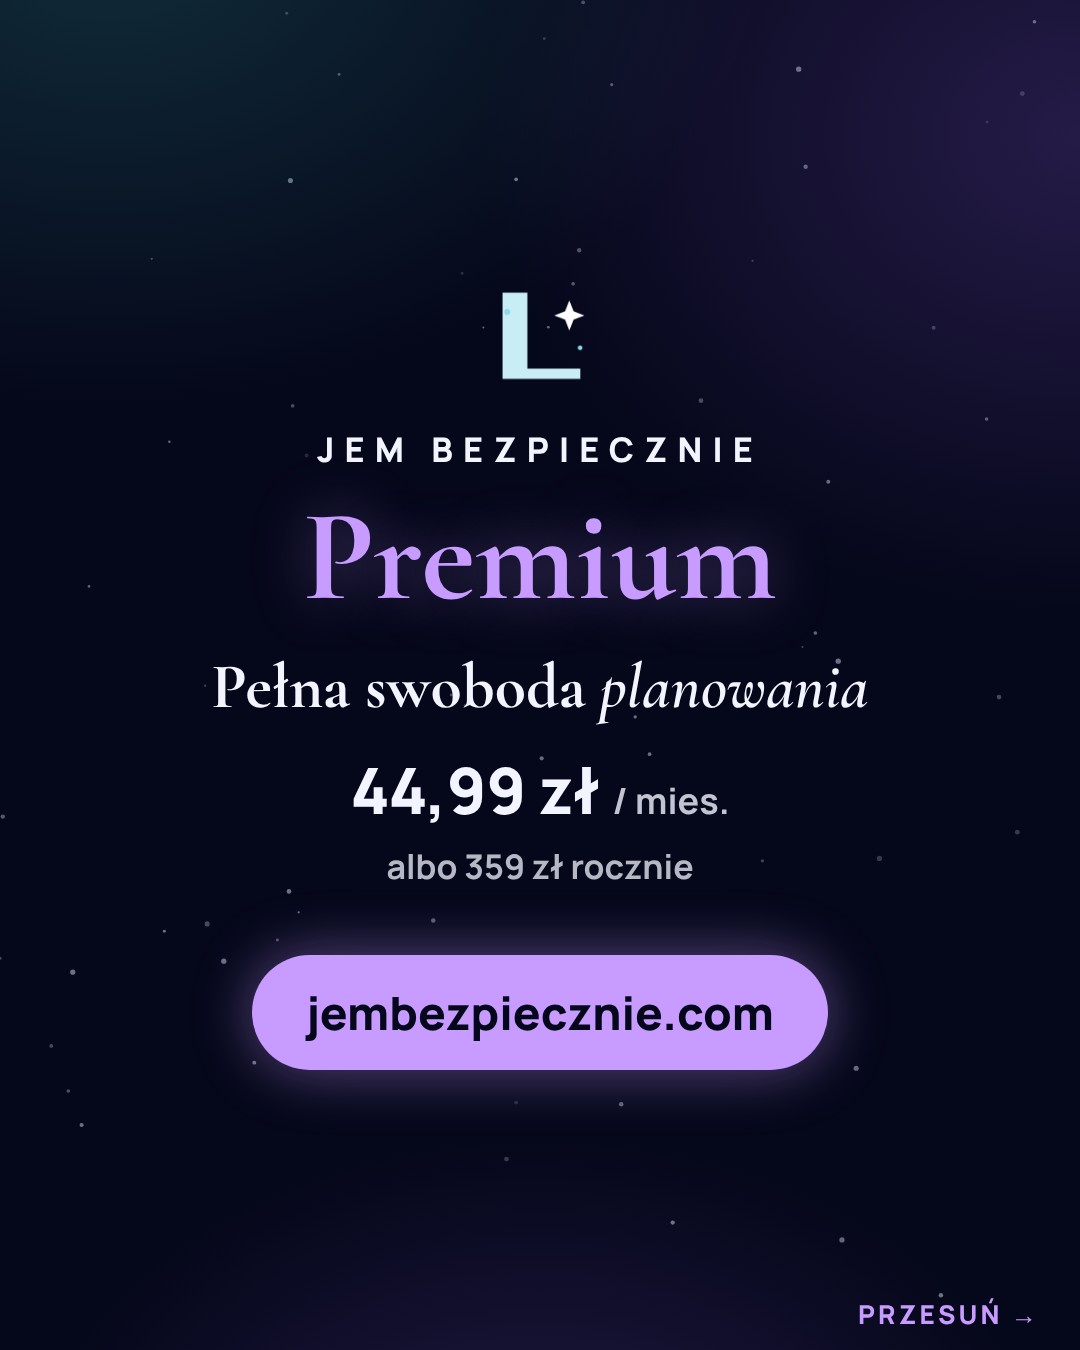 L
JEM BEZPIECZNIE
Premium
Pełna swoboda planowania
44,99 zł / mies.
albo 359 zł rocznie
jembezpiecznie.com
PRZESUŃ →